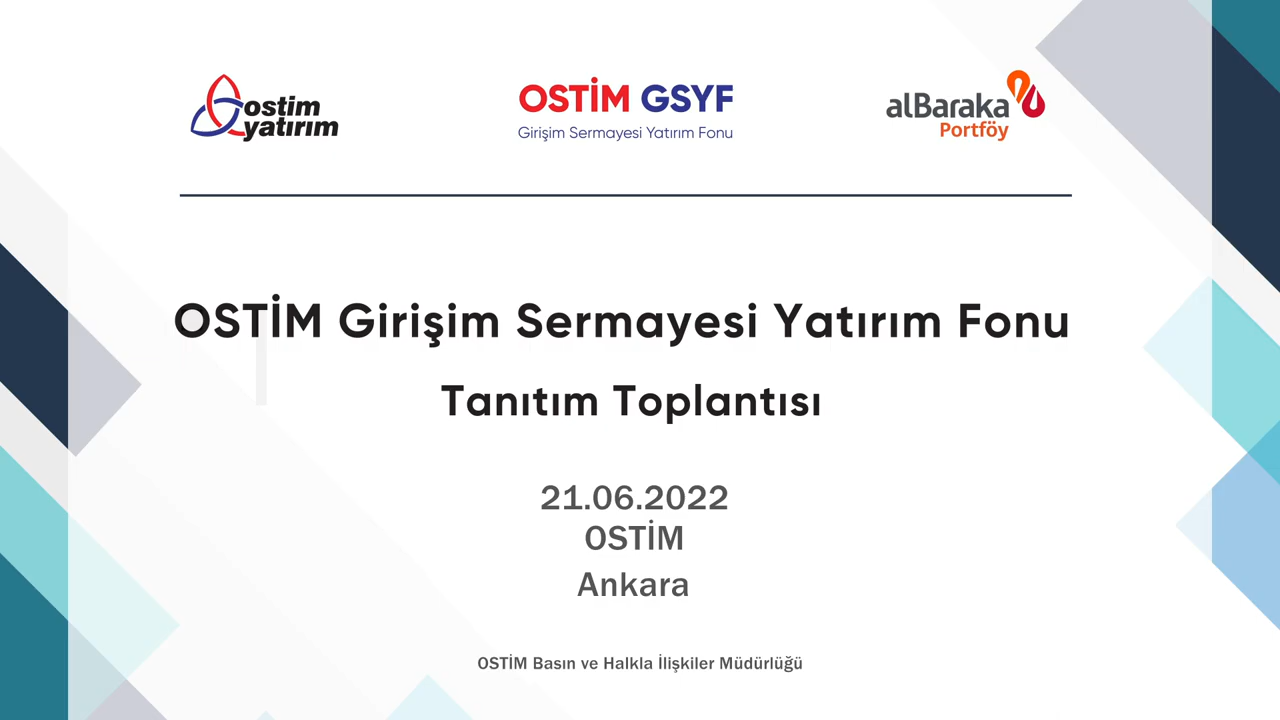 ostim
yatırım
OSTİM GSYF
Girişim Sermayesi Yatırım Fonu
alBaraka
Portföy
OSTİM Girişim Sermayesi Yatırım Fonu
Tanıtım Toplantısı
21.06.2022
OSTİM
Ankara
OSTİM Basın ve Halkla İlişkiler Müdürlüğü